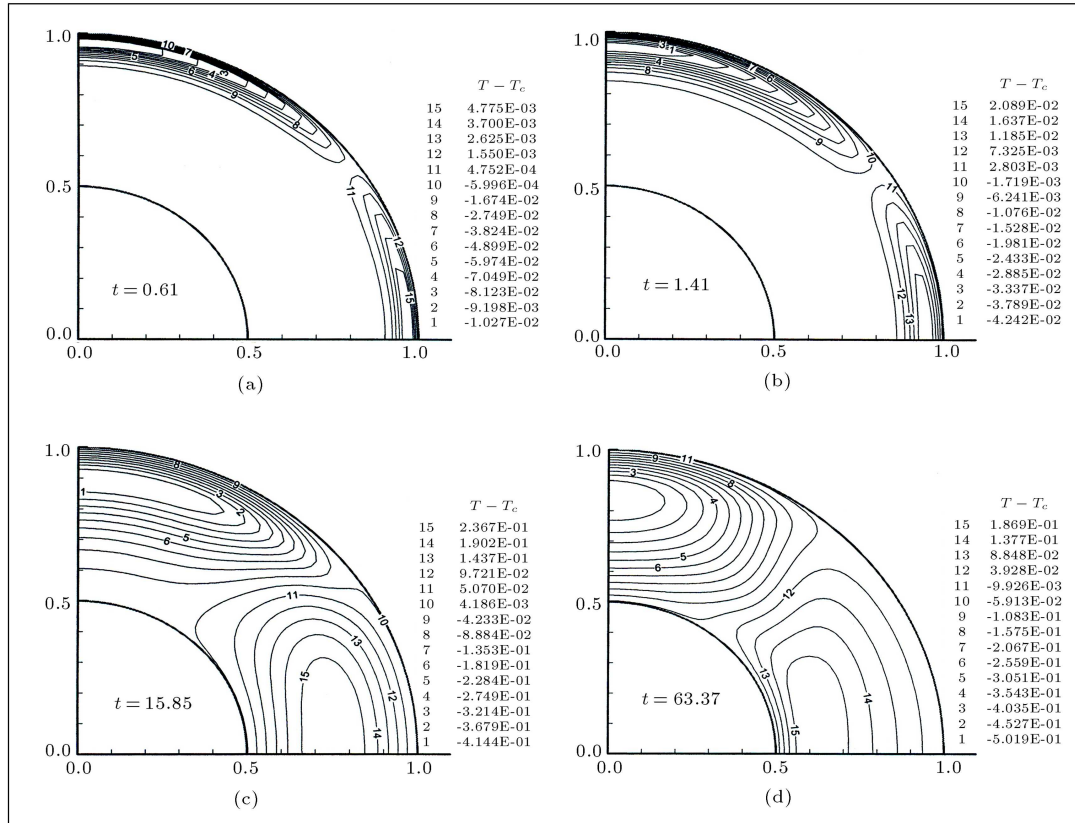 1.0
0.5
0.0
0.0
0.5
1.0
10
7
5
6
4
3
9
8
11
12
15
t = 0.61
T − Tc
15 4.775E-03
14 3.700E-03
13 2.625E-03
12 1.550E-03
11 4.752E-04
10 -5.996E-04
9 -1.674E-02
8 -2.749E-02
7 -3.824E-02
6 -4.899E-02
5 -5.974E-02
4 -7.049E-02
3 -8.123E-02
2 -9.198E-03
1 -1.027E-02
(a)
1.0
0.5
0.0
0.0
0.5
1.0
3
1
4
8
7
6
9
10
11
12
13
t = 1.41
T − Tc
15 2.089E-02
14 1.637E-02
13 1.185E-02
12 7.325E-03
11 2.803E-03
10 -1.719E-03
9 -6.241E-03
8 -1.076E-02
7 -1.528E-02
6 -1.981E-02
5 -2.433E-02
4 -2.885E-02
3 -3.337E-02
2 -3.789E-02
1 -4.242E-02
(b)
1.0
0.5
0.0
0.0
0.5
1.0
8
9
1
3
2
5
6
11
10
13
15
12
14
t = 15.85
T − Tc
15 2.367E-01
14 1.902E-01
13 1.437E-01
12 9.721E-02
11 5.070E-02
10 4.186E-03
9 -4.233E-02
8 -8.884E-02
7 -1.353E-01
6 -1.819E-01
5 -2.284E-01
4 -2.749E-01
3 -3.214E-01
2 -3.679E-01
1 -4.144E-01
(c)
1.0
0.5
0.0
0.0
0.5
1.0
9
11
3
8
4
5
6
12
13
14
15
t = 63.37
T − Tc
15 1.869E-01
14 1.377E-01
13 8.848E-02
12 3.928E-02
11 -9.926E-03
10 -5.913E-02
9 -1.083E-01
8 -1.575E-01
7 -2.067E-01
6 -2.559E-01
5 -3.051E-01
4 -3.543E-01
3 -4.035E-01
2 -4.527E-01
1 -5.019E-01
(d)